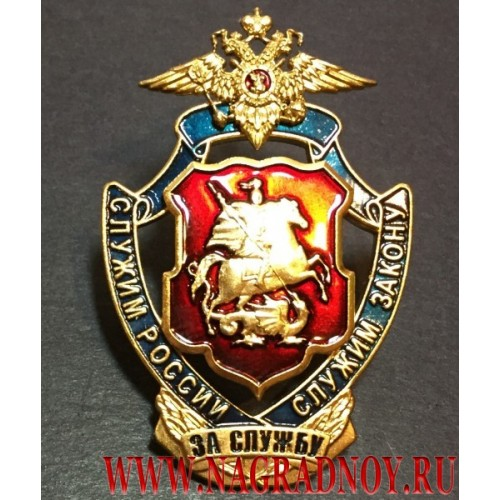 СЛУЖИМ РОССИИ
СЛУЖИМ ЗАКОНУ
ЗА СЛУЖБУ
WWW.NAGRADNOY.RU